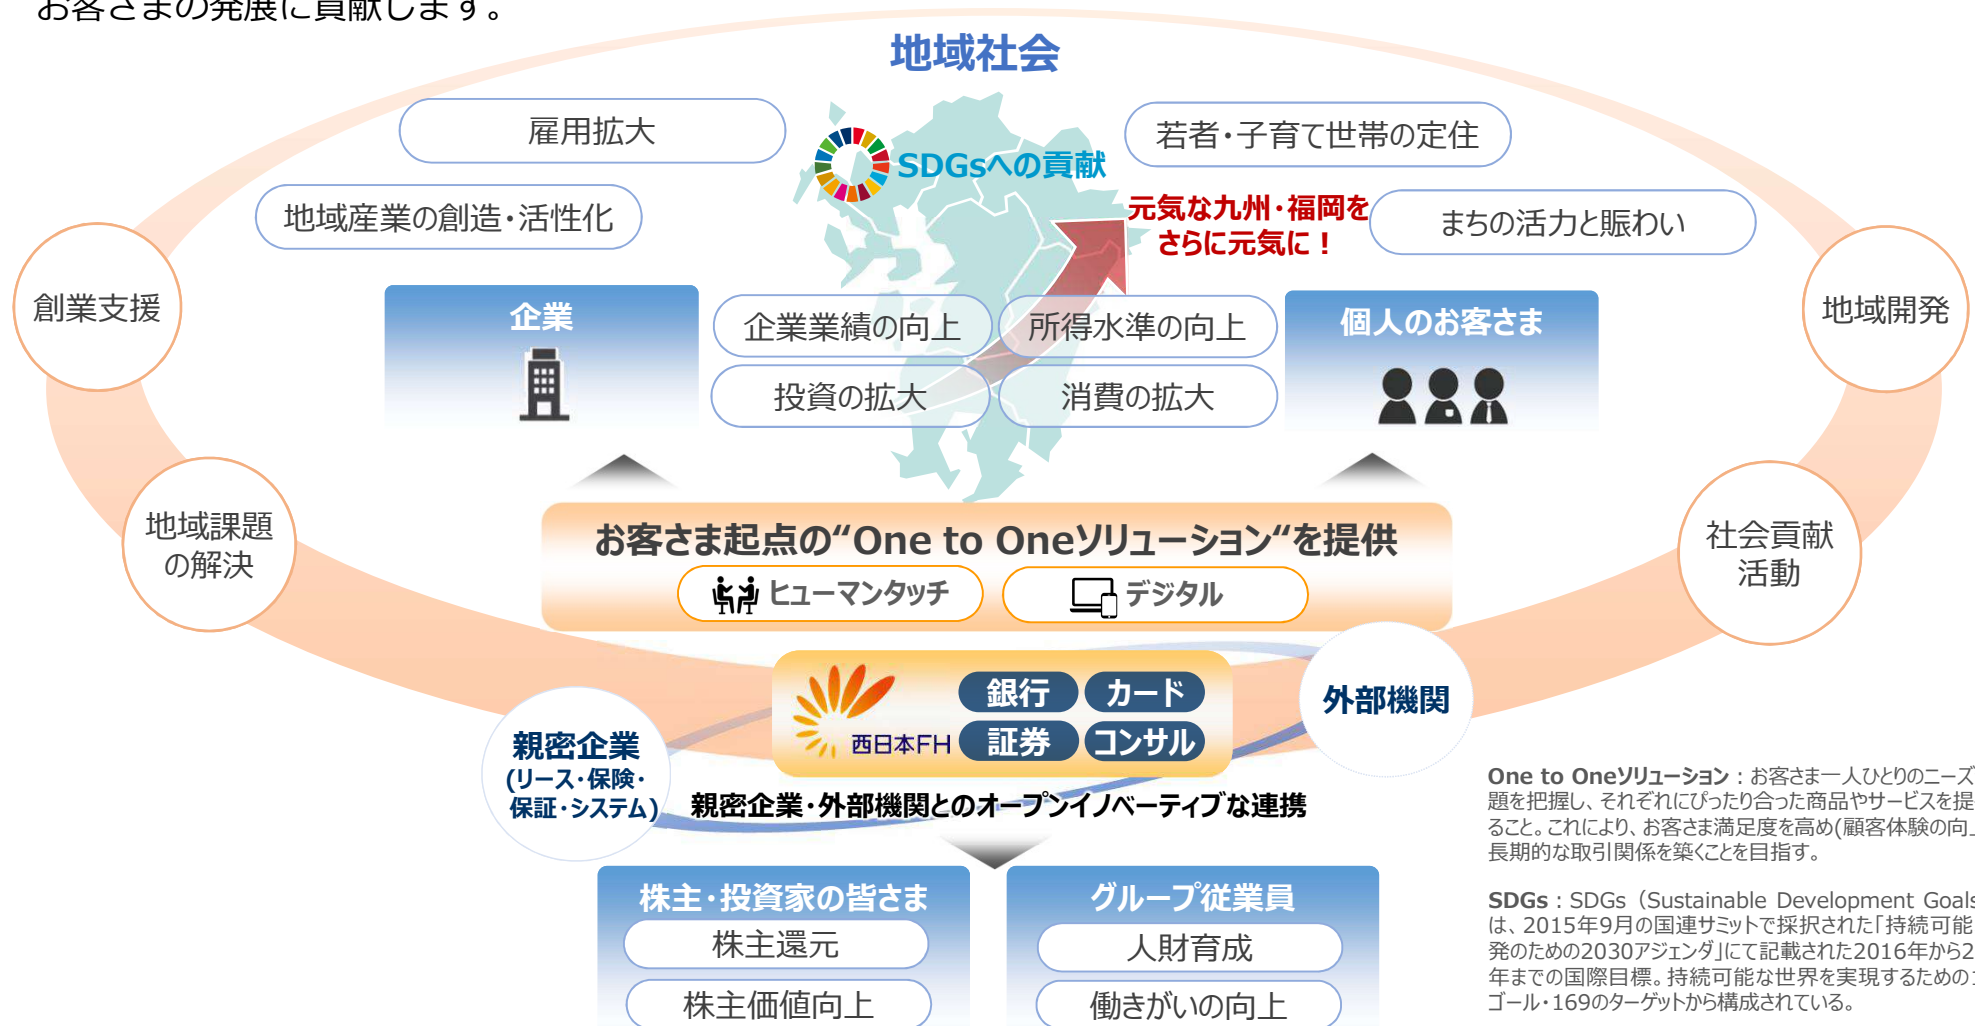 お客さまの発展に貢献します。
地域社会
雇用拡大
若者・子育て世帯の定住
SDGsへの貢献
地域産業の創造・活性化
元気な九州・福岡を
さらに元気に！
まちの活力と賑わい
創業支援
企業
企業業績の向上
所得水準の向上
個人のお客さま
地域開発
投資の拡大
消費の拡大
地域課題
の解決
お客さま起点の“One to Oneソリューション“を提供
社会貢献
活動
ヒューマンタッチ
デジタル
西日本FH
銀行
カード
証券
コンサル
外部機関
親密企業
(リース・保険・
保証・システム)
親密企業・外部機関とのオープンイノベーティブな連携
One to Oneソリューション：お客さま一人ひとりのニーズ
題を把握し、それぞれにぴったり合った商品やサービスを提
ること。これにより、お客さま満足度を高め(顧客体験の向
長期的な取引関係を築くことを目指す。
SDGs：SDGs（Sustainable Development Goals
は、2015年9月の国連サミットで採択された「持続可能
発のための2030アジェンダ」にて記載された2016年から2
年までの国際目標。持続可能な世界を実現するための
ゴール・169のターゲットから構成されている。
株主・投資家の皆さま
株主還元
株主価値向上
グループ従業員
人財育成
働きがいの向上